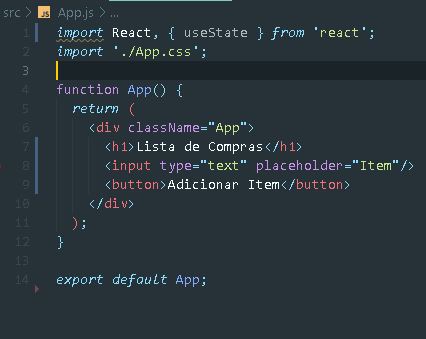 src > App.js > ...
1 import React, { useState } from 'react';
2 import './App.css';
3
4 function App() {
5 return (
6 <div className="App">
7 <h1>Lista de Compras</h1>
8 <input type="text" placeholder="Item"/>
9 <button>Adicionar Item</button>
10 </div>
11 );
12 }
13
14 export default App;